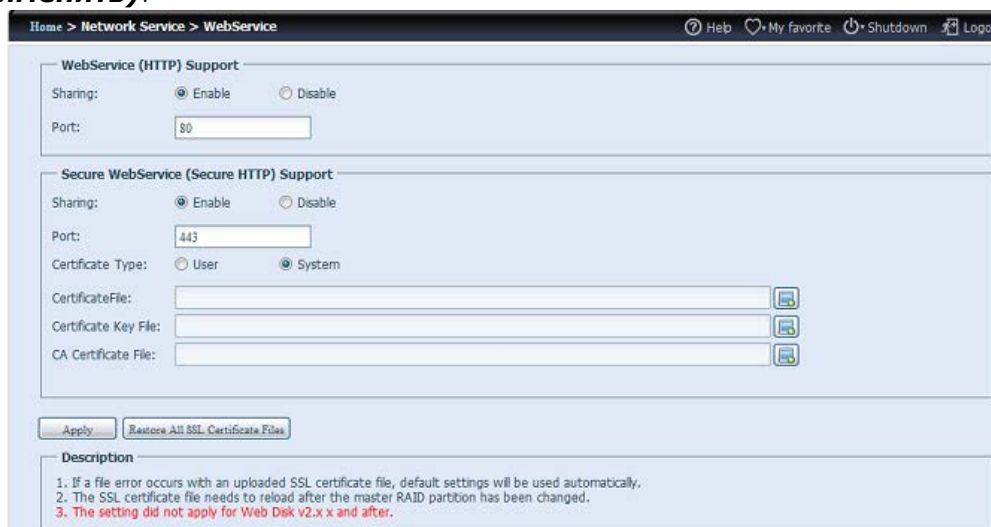 Home > Network Service > WebService
Help My favorite Shutdown Logo
WebService (HTTP) Support
Sharing: Enable Disable
Port: 80
Secure WebService (Secure HTTP) Support
Sharing: Enable Disable
Port: 443
Certificate Type: User System
CertificateFile:
Certificate Key File:
CA Certificate File:
Apply Restore All SSL Certificate Files
Description
1. If a file error occurs with an uploaded SSL certificate file, default settings will be used automatically.
2. The SSL certificate file needs to reload after the master RAID partition has been changed.
3. The setting did not apply for Web Disk v2.x x and after.